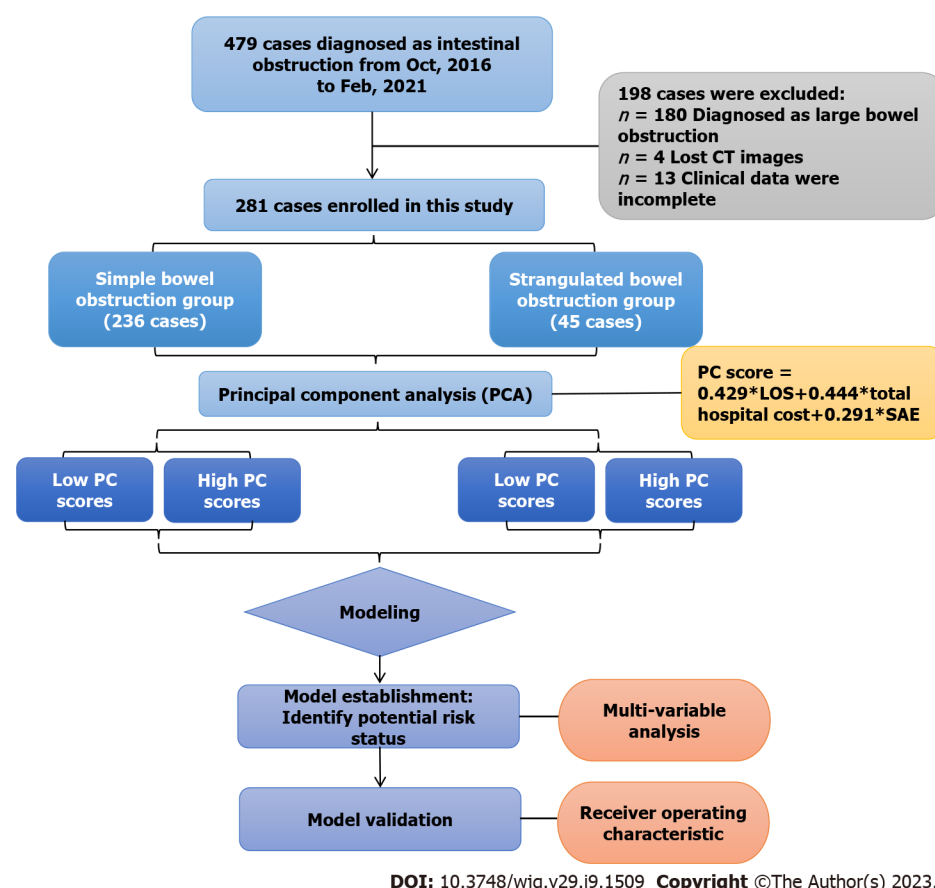 479 cases diagnosed as intestinal
obstruction from Oct, 2016
to Feb, 2021
198 cases were excluded:
n = 180 Diagnosed as large bowel
obstruction
n = 4 Lost CT images
n = 13 Clinical data were
incomplete
281 cases enrolled in this study
Simple bowel
obstruction group
(236 cases)
Strangulated bowel
obstruction group
(45 cases)
Principal component analysis (PCA)
PC score =
0.429*LOS+0.444*total
hospital cost+0.291*SAE
Low PC
scores
High PC
scores
Low PC
scores
High PC
scores
Modeling
Model establishment:
Identify potential risk
status
Multi-variable
analysis
Model validation
Receiver operating
characteristic
DOI: 10.3748/wjg.v29.i9.1509 Copyright ©The Author(s) 2023.